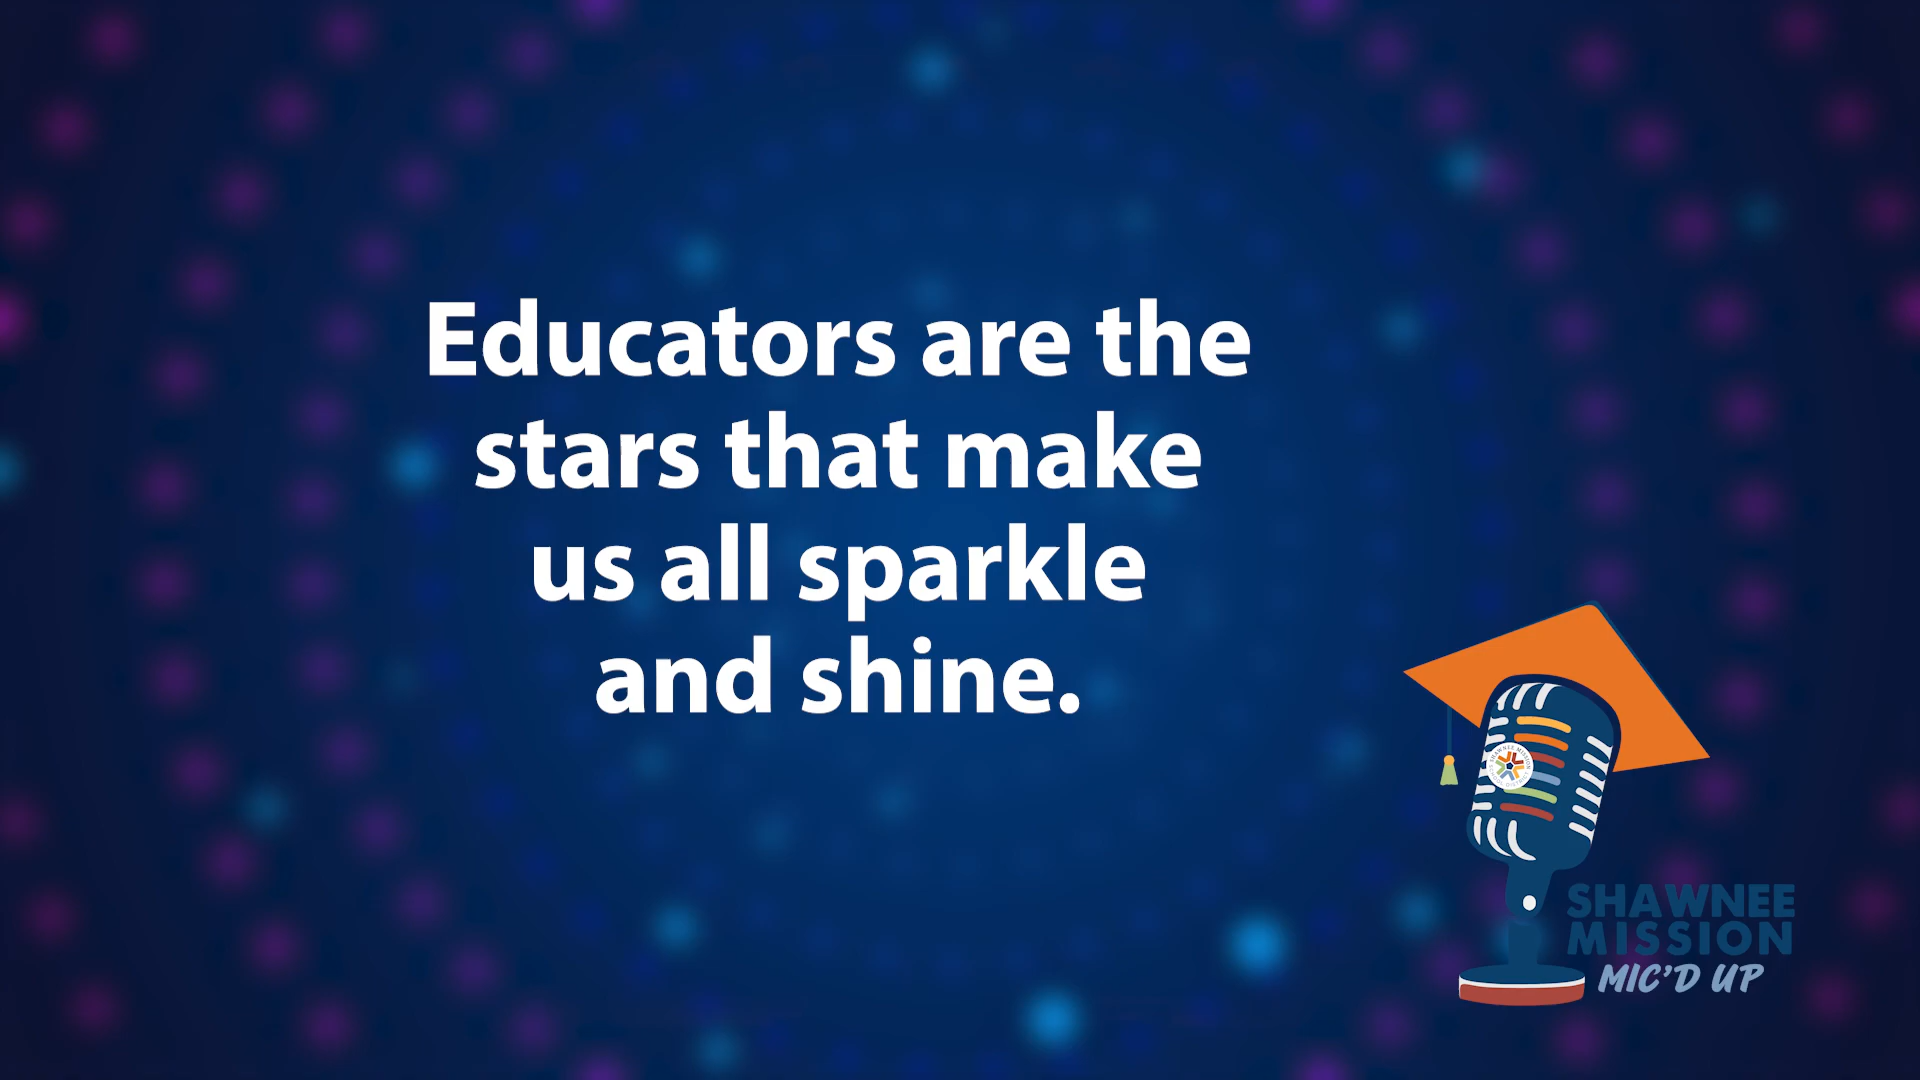 Educators are the
stars that make
us all sparkle
and shine.
SHAWNEE
MISSION
MIC'D UP